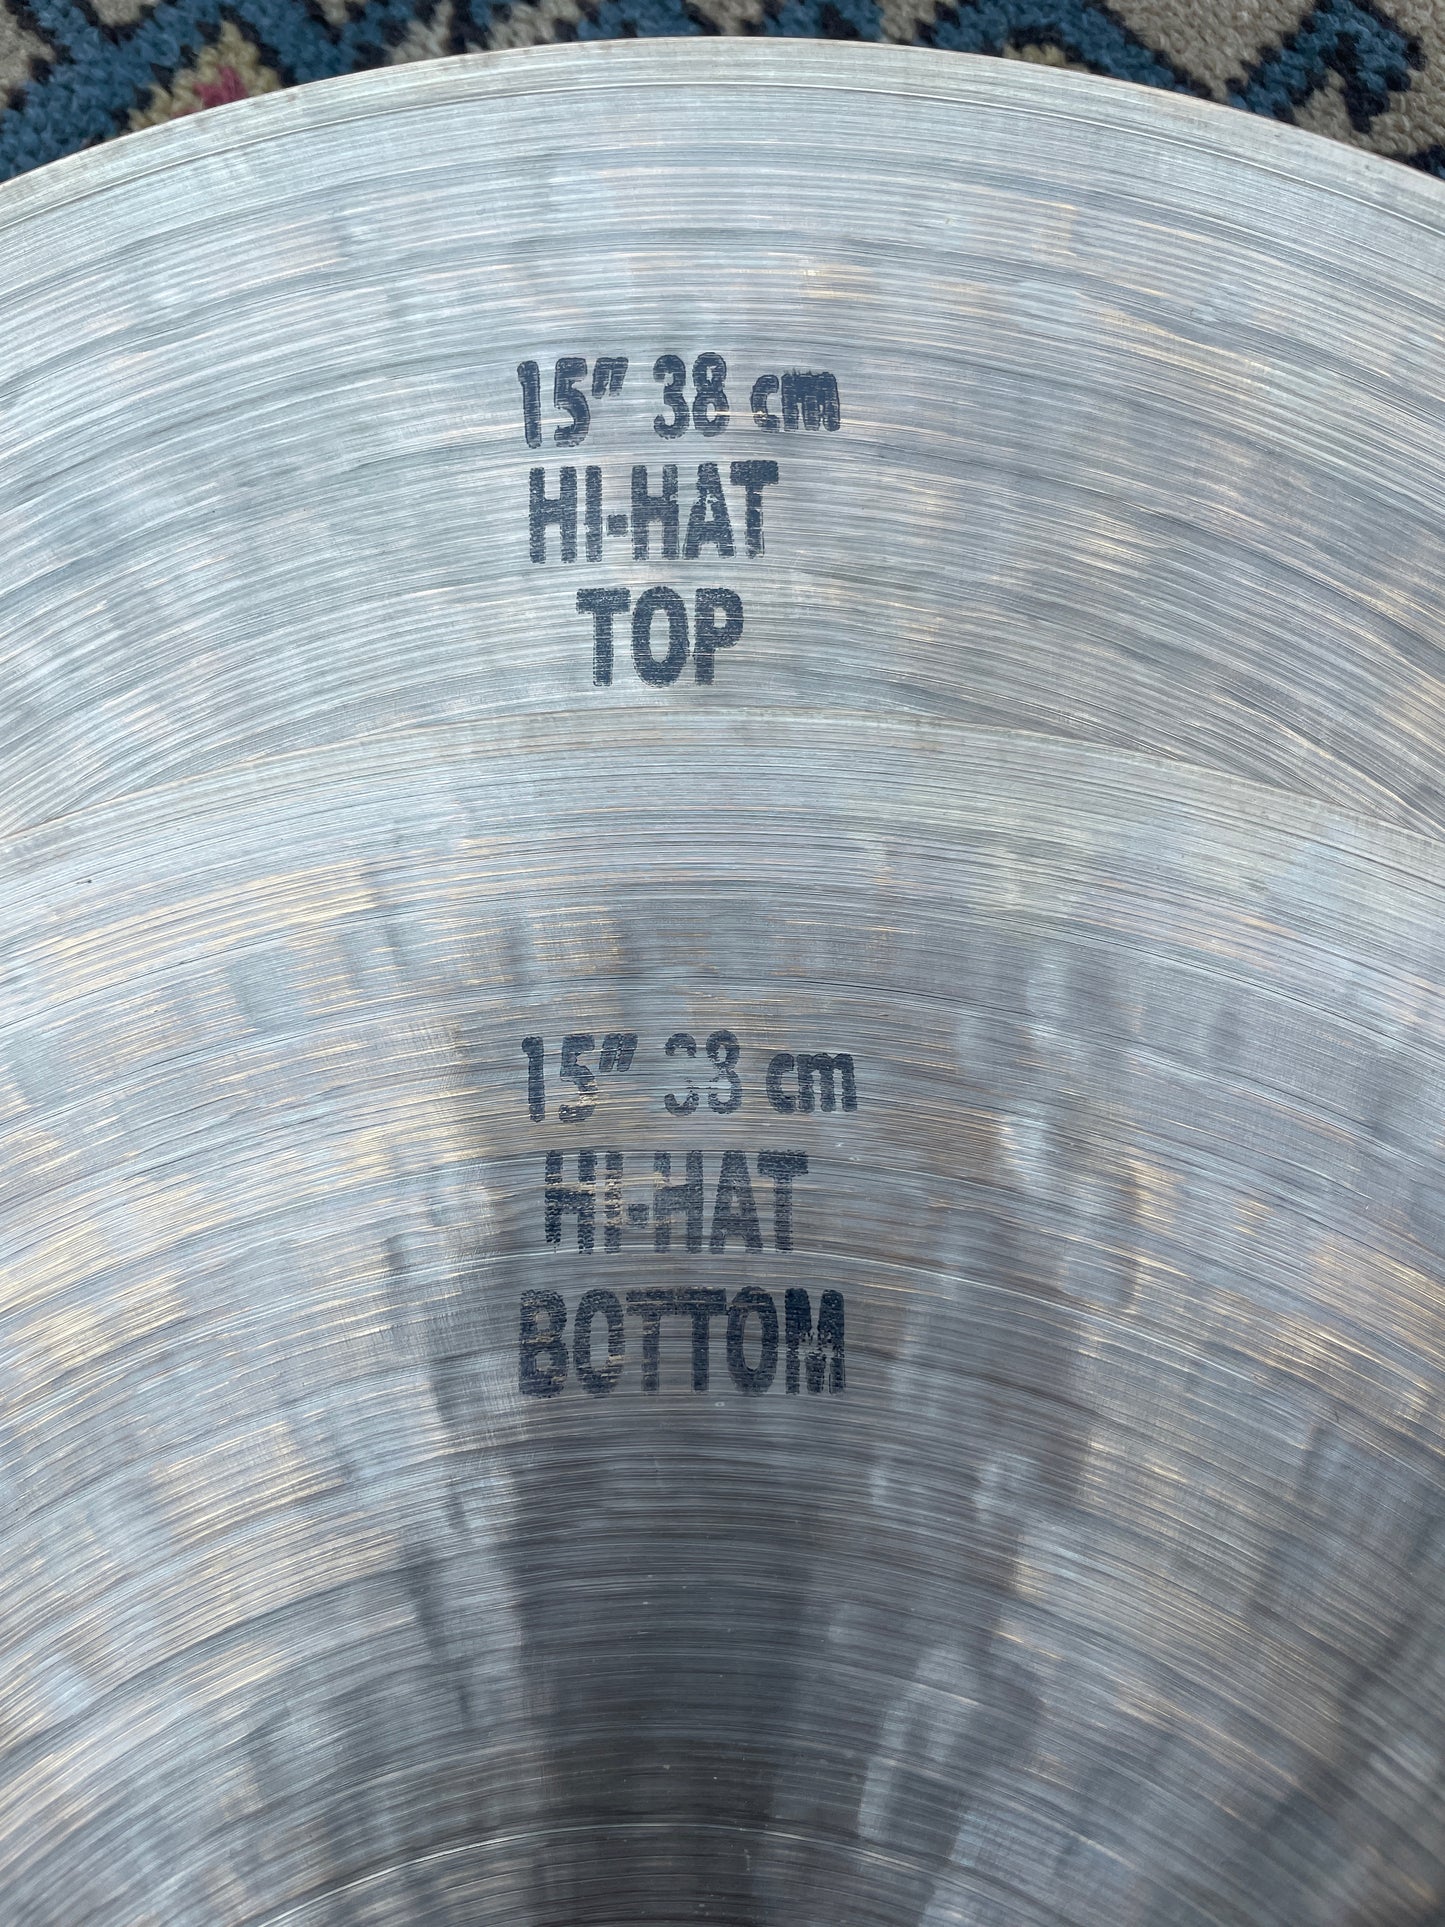 15" 38 cm
HI-HAT
TOP
15" 38 cm
HI-HAT
BOTTOM